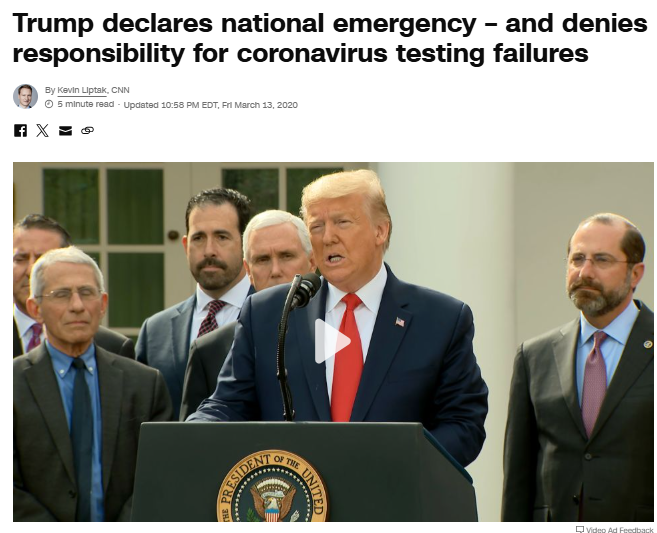 Trump declares national emergency – and denies
responsibility for coronavirus testing failures
By Kevin Liptak, CNN
5 minute read · Updated 10:58 PM EDT, Fri March 13, 2020
PRESIDENT OF THE UNITED
Video Ad Feedback